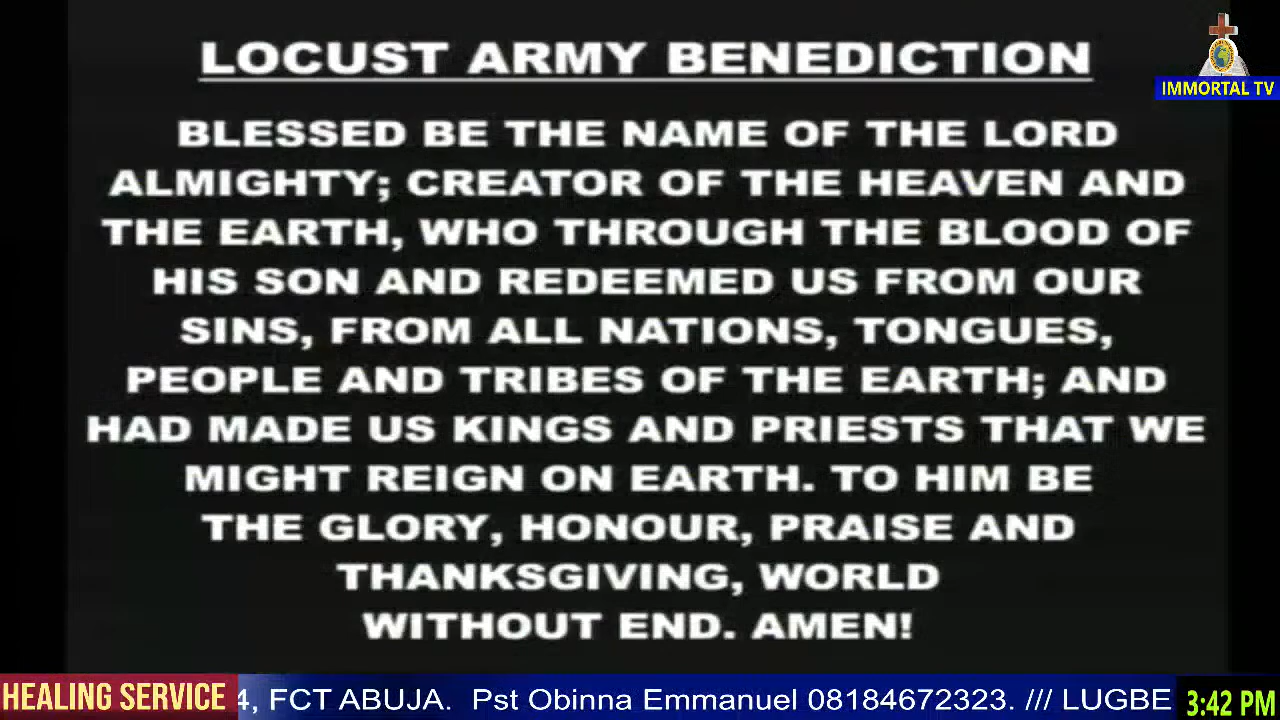 LOCUST ARMY BENEDICTION
IMMORTAL TV
BLESSED BE THE NAME OF THE LORD
ALMIGHTY; CREATOR OF THE HEAVEN AND
THE EARTH, WHO THROUGH THE BLOOD OF
HIS SON AND REDEEMED US FROM OUR
SINS, FROM ALL NATIONS, TONGUES,
PEOPLE AND TRIBES OF THE EARTH; AND
HAD MADE US KINGS AND PRIESTS THAT WE
MIGHT REIGN ON EARTH. TO HIM BE
THE GLORY, HONOUR, PRAISE AND
THANKSGIVING, WORLD
WITHOUT END. AMEN!
HEALING SERVICE
4, FCT ABUJA. Pst Obinna Emmanuel 08184672323. /// LUGBE
3:42 PM